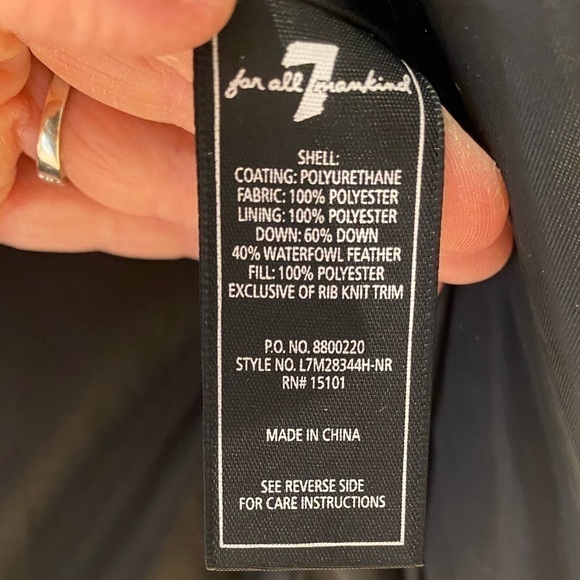 7
for all mankind
SHELL:
COATING: POLYURETHANE
FABRIC: 100% POLYESTER
LINING: 100% POLYESTER
DOWN: 60% DOWN
40% WATERFOWL FEATHER
FILL: 100% POLYESTER
EXCLUSIVE OF RIB KNIT TRIM
P.O. NO. 8800220
STYLE NO. L7M28344H-NR
RN# 15101
MADE IN CHINA
SEE REVERSE SIDE
FOR CARE INSTRUCTIONS